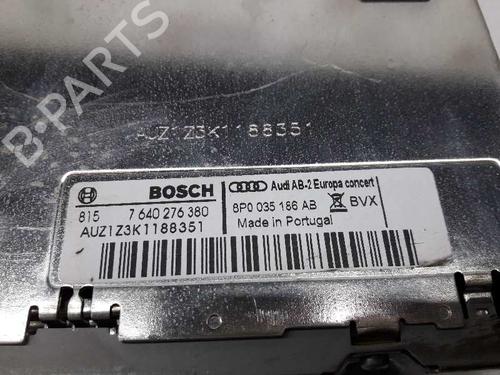 B-PARTS
AUZ1Z3K1188351
BOSCH
Audi AB-2 Europa concert
815 7 640 276 380
8P0 035 186 AB BVX
AUZ1Z3K1188351
Made in Portugal